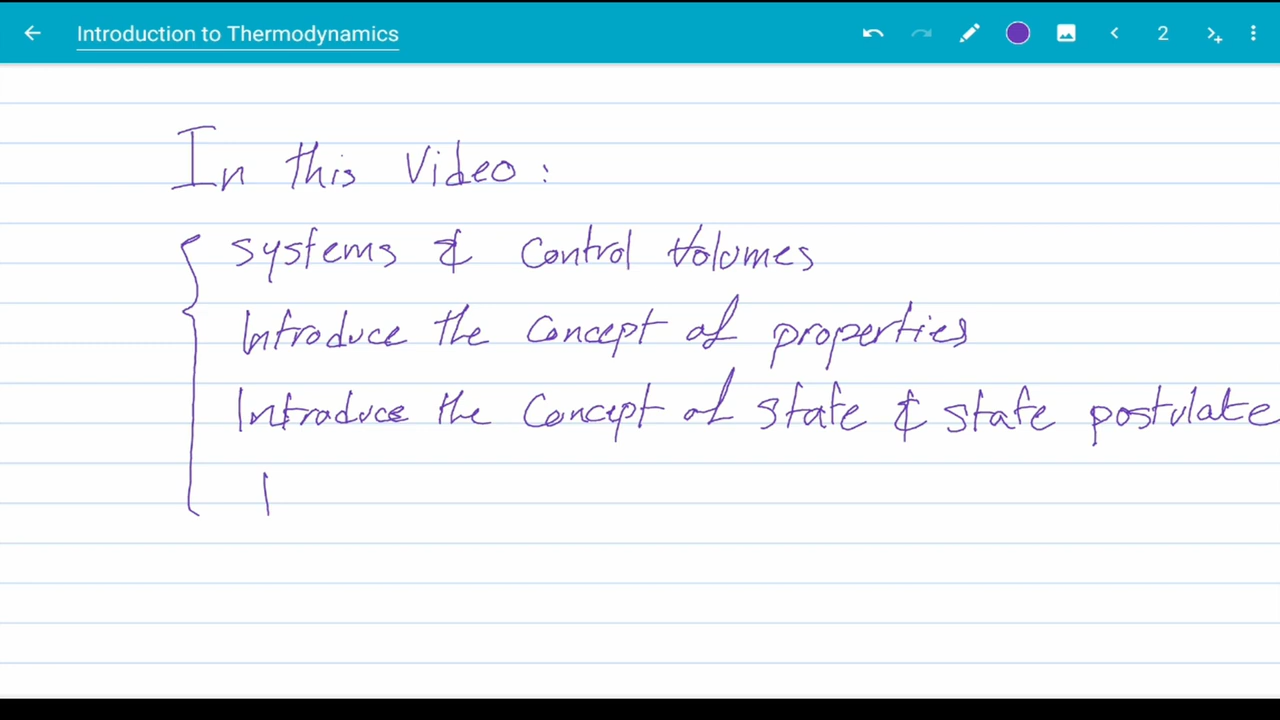 Introduction to Thermodynamics
2
In this Video :
Systems & Control Volumes
Introduce the Concept of properties
Introduce the Concept of state & state postulate
I